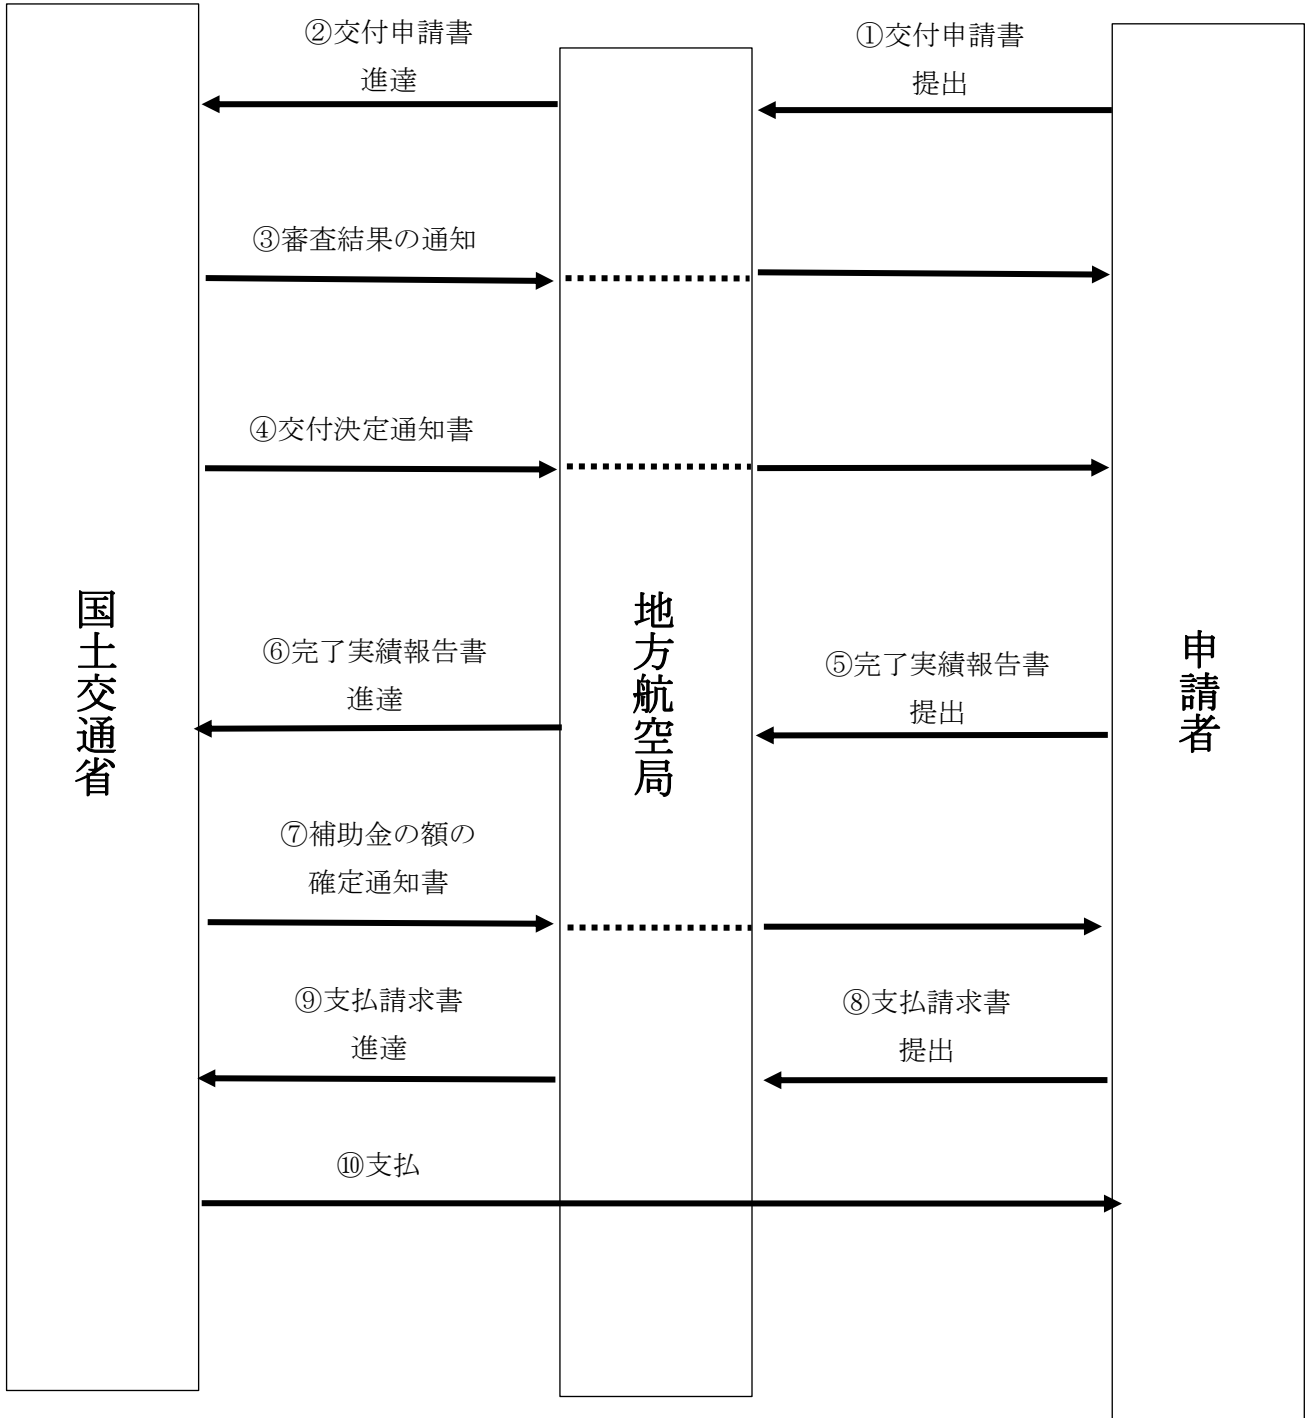 ②交付申請書
進達
①交付申請書
提出
③審査結果の通知
④交付決定通知書
国土交通省
地方航空局
申請者
⑥完了実績報告書
進達
⑤完了実績報告書
提出
⑦補助金の額の
確定通知書
⑨支払請求書
進達
⑧支払請求書
提出
⑩支払